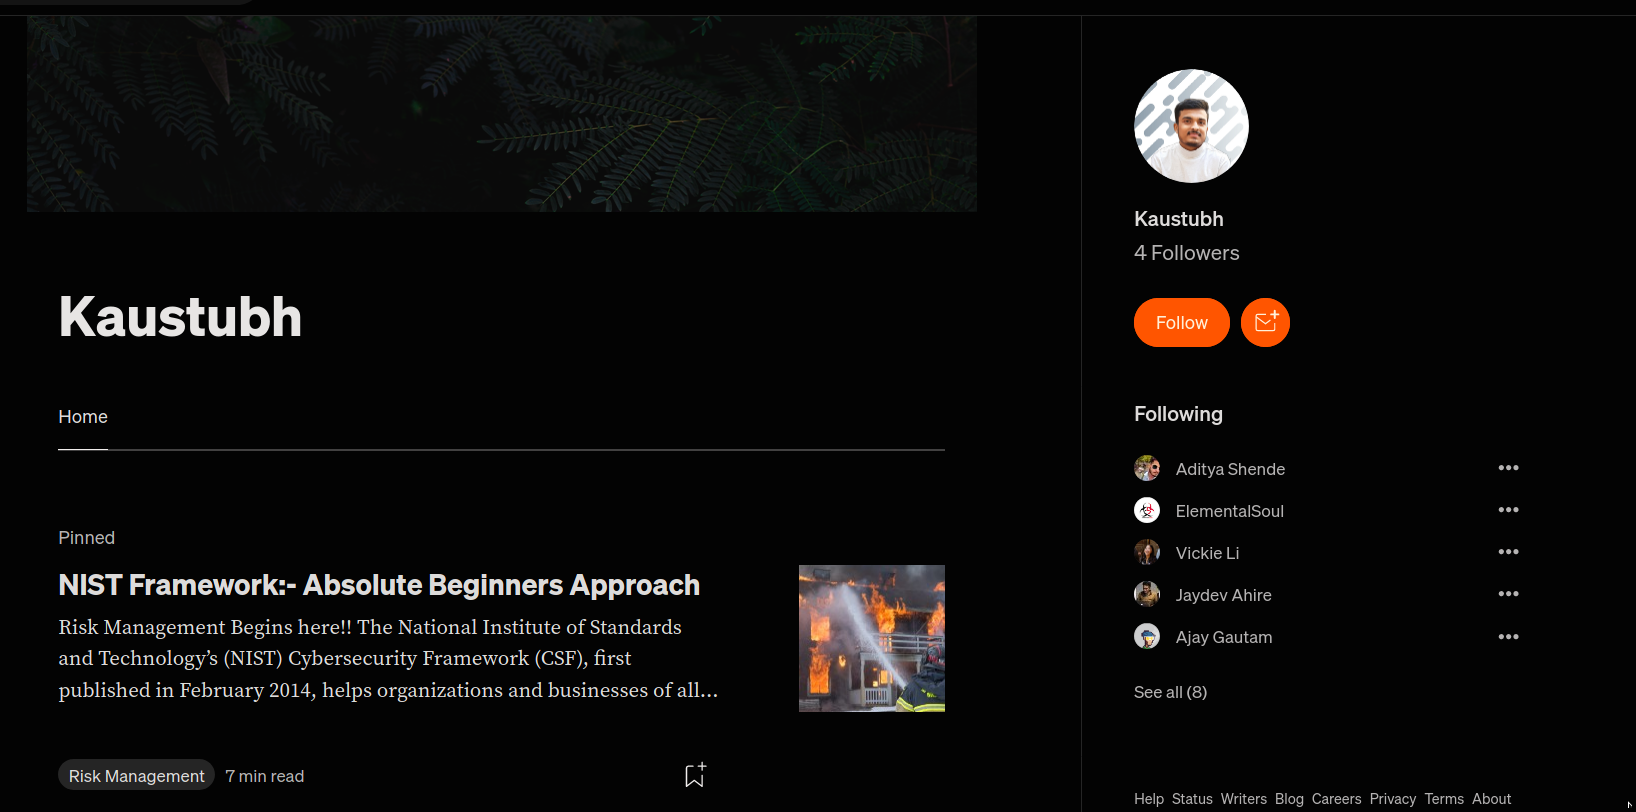 Kaustubh
Home
Pinned
NIST Framework:- Absolute Beginners Approach
Risk Management Begins here!! The National Institute of Standards
and Technology’s (NIST) Cybersecurity Framework (CSF), first
published in February 2014, helps organizations and businesses of all…
Risk Management 7 min read
Kaustubh
4 Followers
Follow
Following
Aditya Shende
ElementalSoul
Vickie Li
Jaydev Ahire
Ajay Gautam
See all (8)
Help Status Writers Blog Careers Privacy Terms About